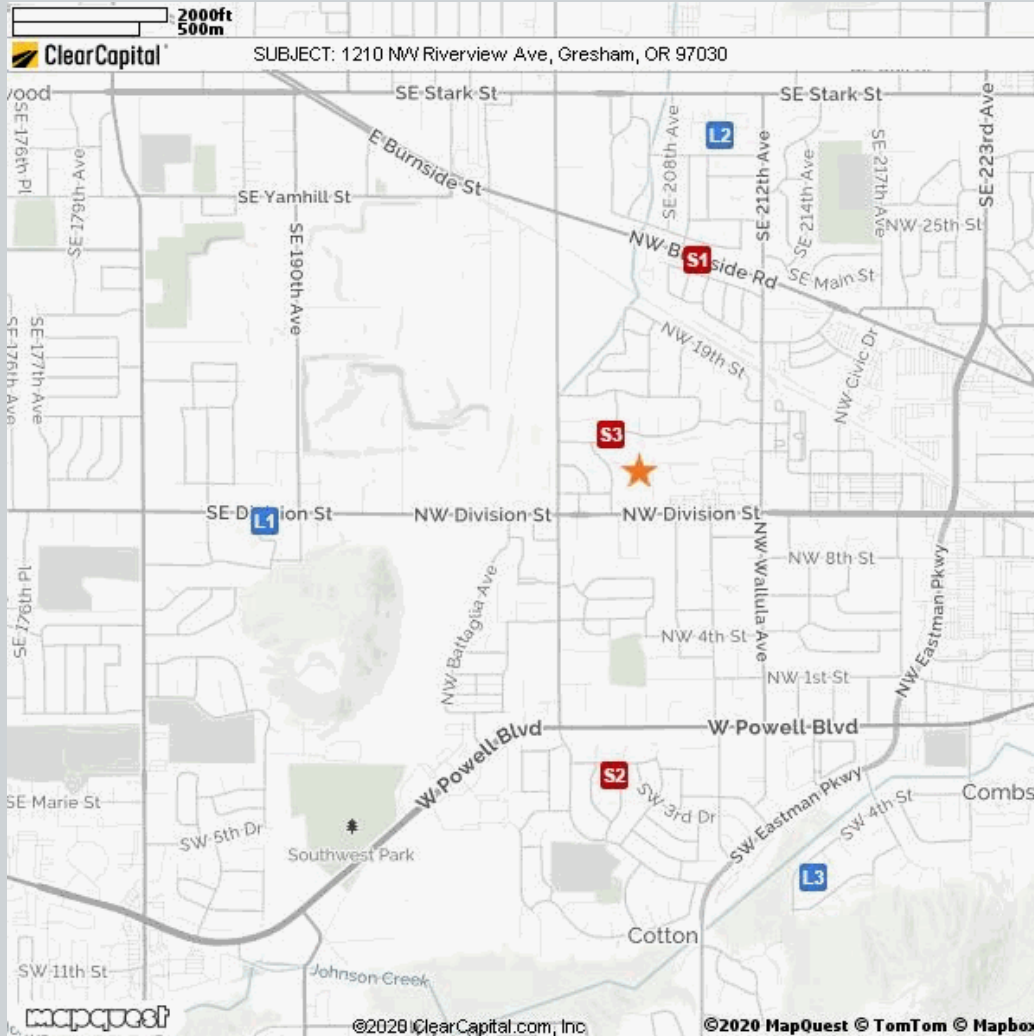 2000ft
500m
ClearCapital
SUBJECT: 1210 NW Riverview Ave, Gresham, OR 97030
SE Stark St
SE Stark St
SE 176th Pl
SE 179th Ave
E Burnside St
SE 208th Ave
L2
SE 212th Ave
SE 214th Ave
SE 217th Ave
SE 223rd Ave
SE Yamhill St
SE 190th Ave
NW 25th St
S1
SE Main St
SE 176th Ave
SE 177th Ave
NW 19th St
NW Civic Dr
S3
SE Division St
L1
NW Division St
NW Division St
NW Wallula Ave
NW 8th St
NW Eastman Pkwy
SE 179th Pl
NW Battaglia Ave
NW 4th St
NW 1st St
W Powell Blvd
W Powell Blvd
S2
SW 3rd Dr
SW Eastman Pkwy
SW 4th St
Combs
SE Marie St
SW 5th Dr
Southwest Park
L3
Cotton
SW 11th St
Johnson Creek
mapquest
©2020 ClearCapital.com, Inc
©2020 MapQuest © TomTom © Mapbox